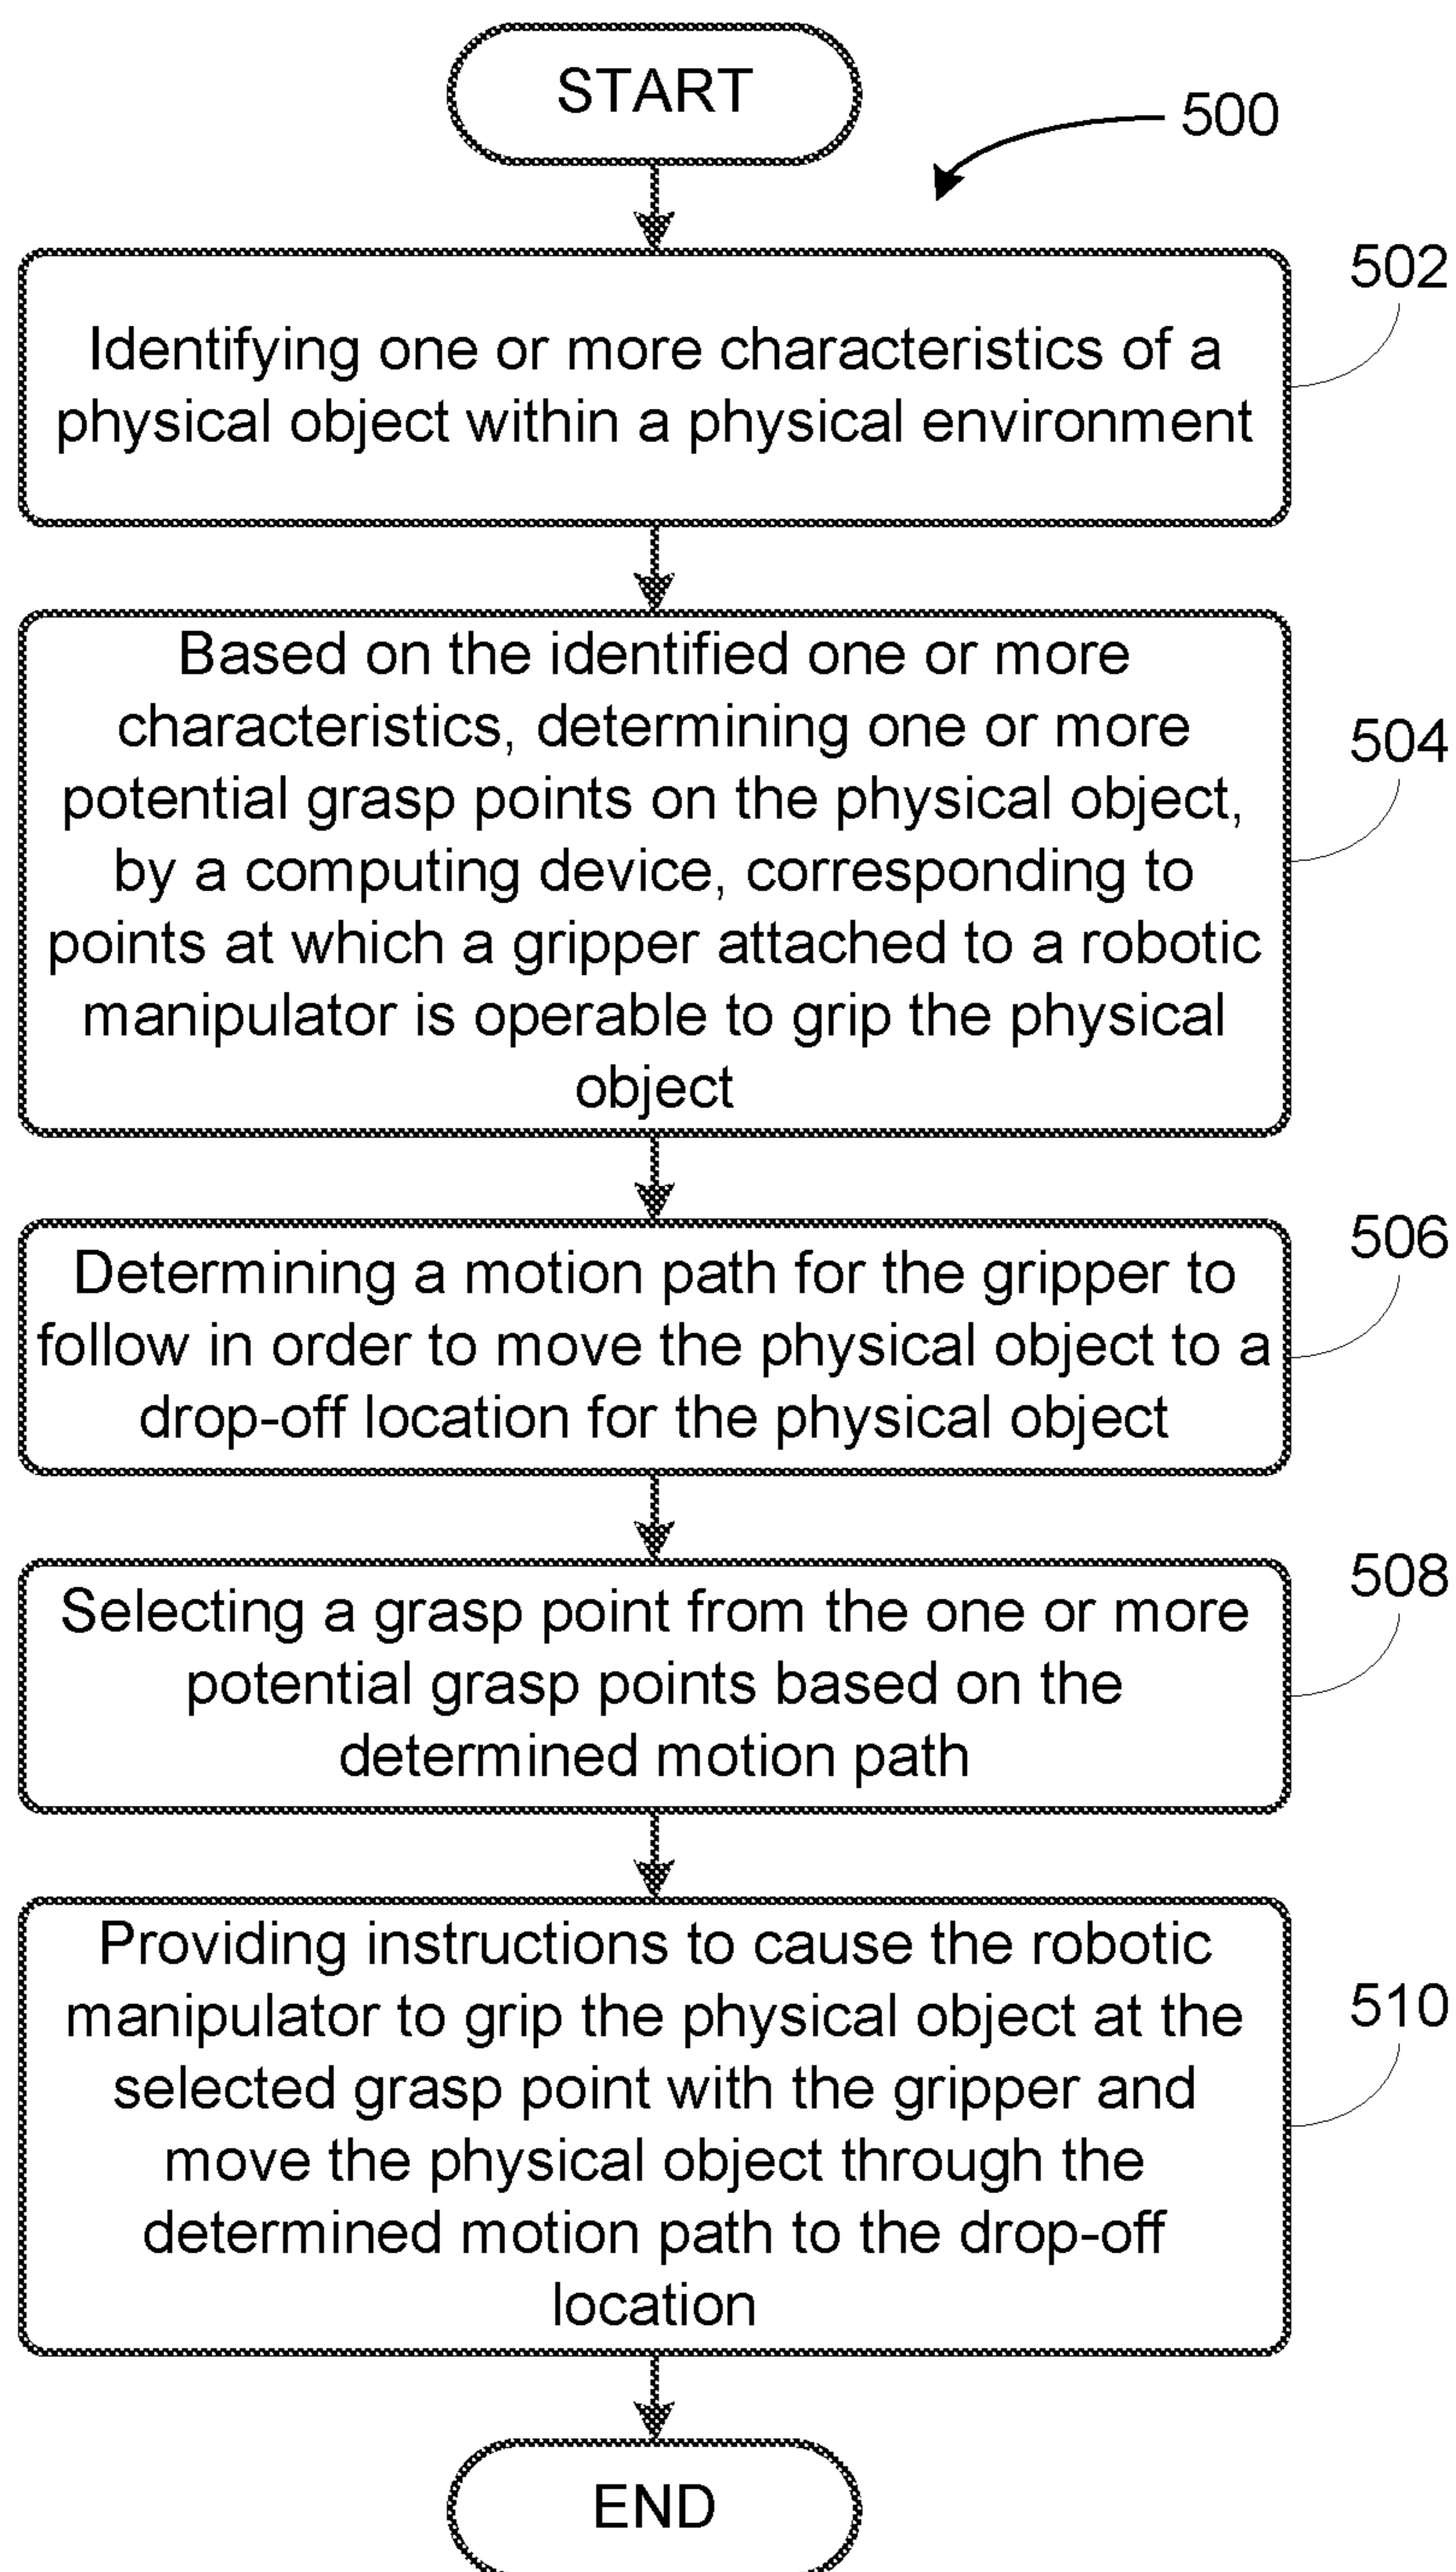 START
500
502
Identifying one or more characteristics of a
physical object within a physical environment
Based on the identified one or more
characteristics, determining one or more
504
potential grasp points on the physical object,
by a computing device, corresponding to
points at which a gripper attached to a robotic
manipulator is operable to grip the physical
object
506
Determining a motion path for the gripper to
follow in order to move the physical object to a
drop-off location for the physical object
508
Selecting a grasp point from the one or more
potential grasp points based on the
determined motion path
Providing instructions to cause the robotic
manipulator to grip the physical object at the
510
selected grasp point with the gripper and
move the physical object through the
determined motion path to the drop-off
location
END